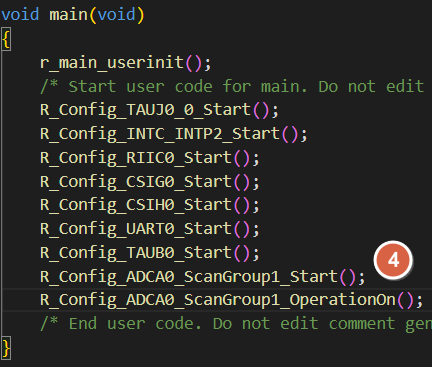 void main(void)
{
r_main_userinit();
/* Start user code for main. Do not edit
R_Config_TAUJ0_0_Start();
R_Config_INTC_INTP2_Start();
R_Config_RIIC0_Start();
R_Config_CSIG0_Start();
R_Config_CSIH0_Start();
R_Config_UART0_Start();
R_Config_TAUB0_Start();
4
R_Config_ADCA0_ScanGroup1_Start();
R_Config_ADCA0_ScanGroup1_OperationOn();
/* End user code. Do not edit comment gen
}